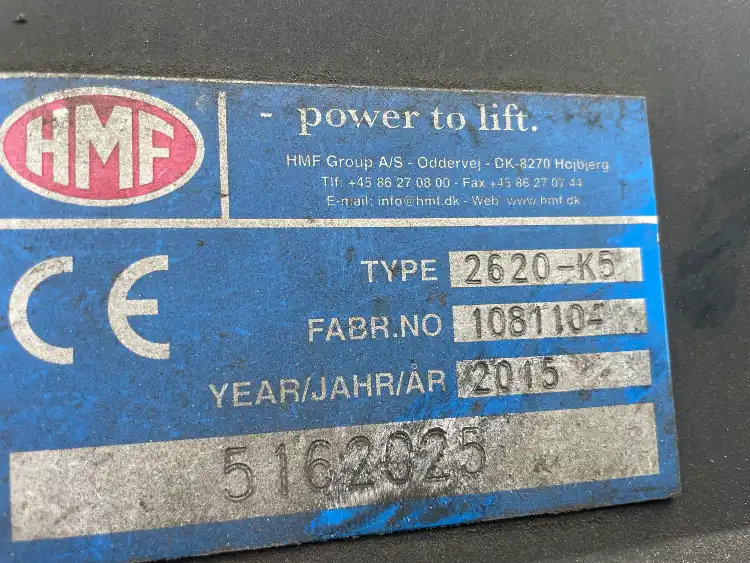 HMF
- power to lift.
HMF Group A/S - Oddervej - DK-8270 Hojbjerg
Tlf: +45 86 27 08 00 - Fax +45 86 27 07 44
E-mail: info@hmf.dk - Web: www.hmf.dk
CE
TYPE 2620-K5
FABR.NO 1081104
YEAR/JAHR/ÅR 2015
5162025